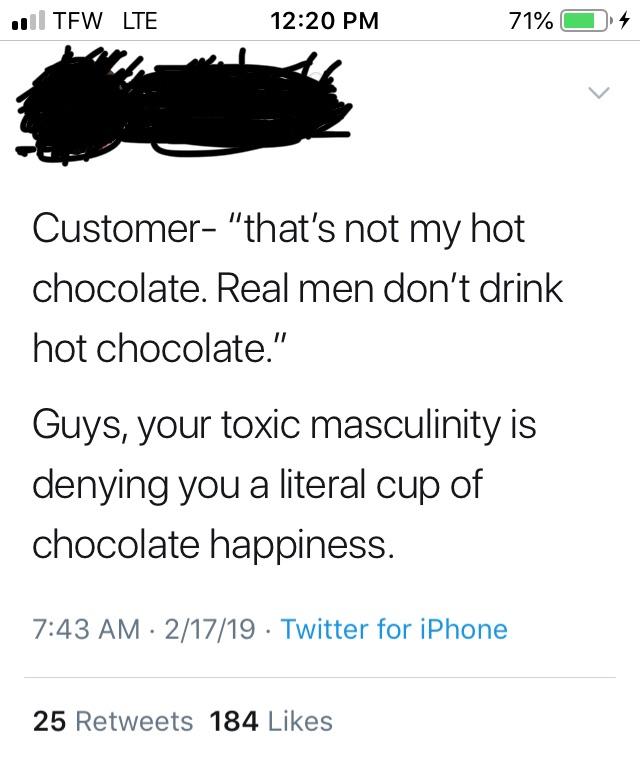 TFW LTE 12:20 PM 71%
Customer- "that's not my hot
chocolate. Real men don't drink
hot chocolate."
Guys, your toxic masculinity is
denying you a literal cup of
chocolate happiness.
7:43 AM · 2/17/19 · Twitter for iPhone
25 Retweets 184 Likes